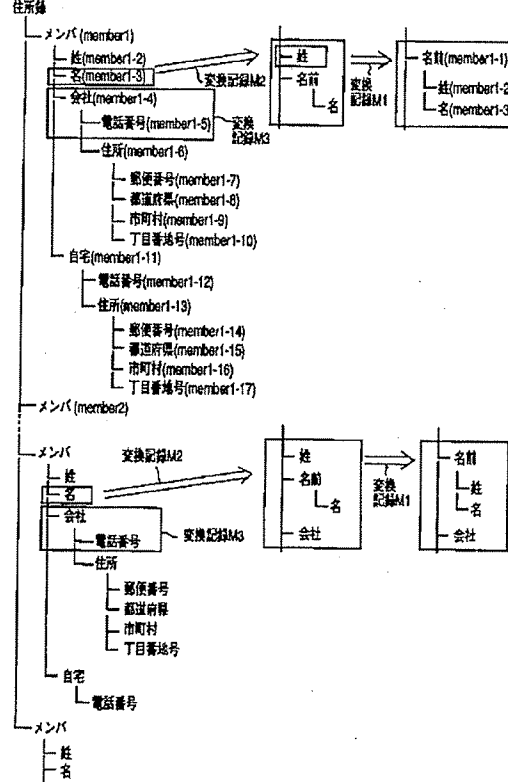 住所録
メンバ(member1)
姓(member1-2)
名(member1-3)
会社(member1-4)
電話番号(member1-5)
住所(member1-6)
郵便番号(member1-7)
都道府県(member1-8)
市町村(member1-9)
丁目番地号(member1-10)
自宅(member1-11)
電話番号(member1-12)
住所(member1-13)
郵便番号(member1-14)
都道府県(member1-15)
市町村(member1-16)
丁目番地号(member1-17)
変換記録M2
変換
記録M3
姓
名前
名
変換
記録M1
名前(member1-1)
姓(member1-2
名(member1-3
メンバ(member2)
メンバ
姓
名
会社
電話番号
住所
郵便番号
都道府県
市町村
丁目番地号
自宅
電話番号
変換記録M2
変換記録M3
姓
名前
名
会社
変換
記録M1
名前
姓
名
会社
メンバ
姓
名